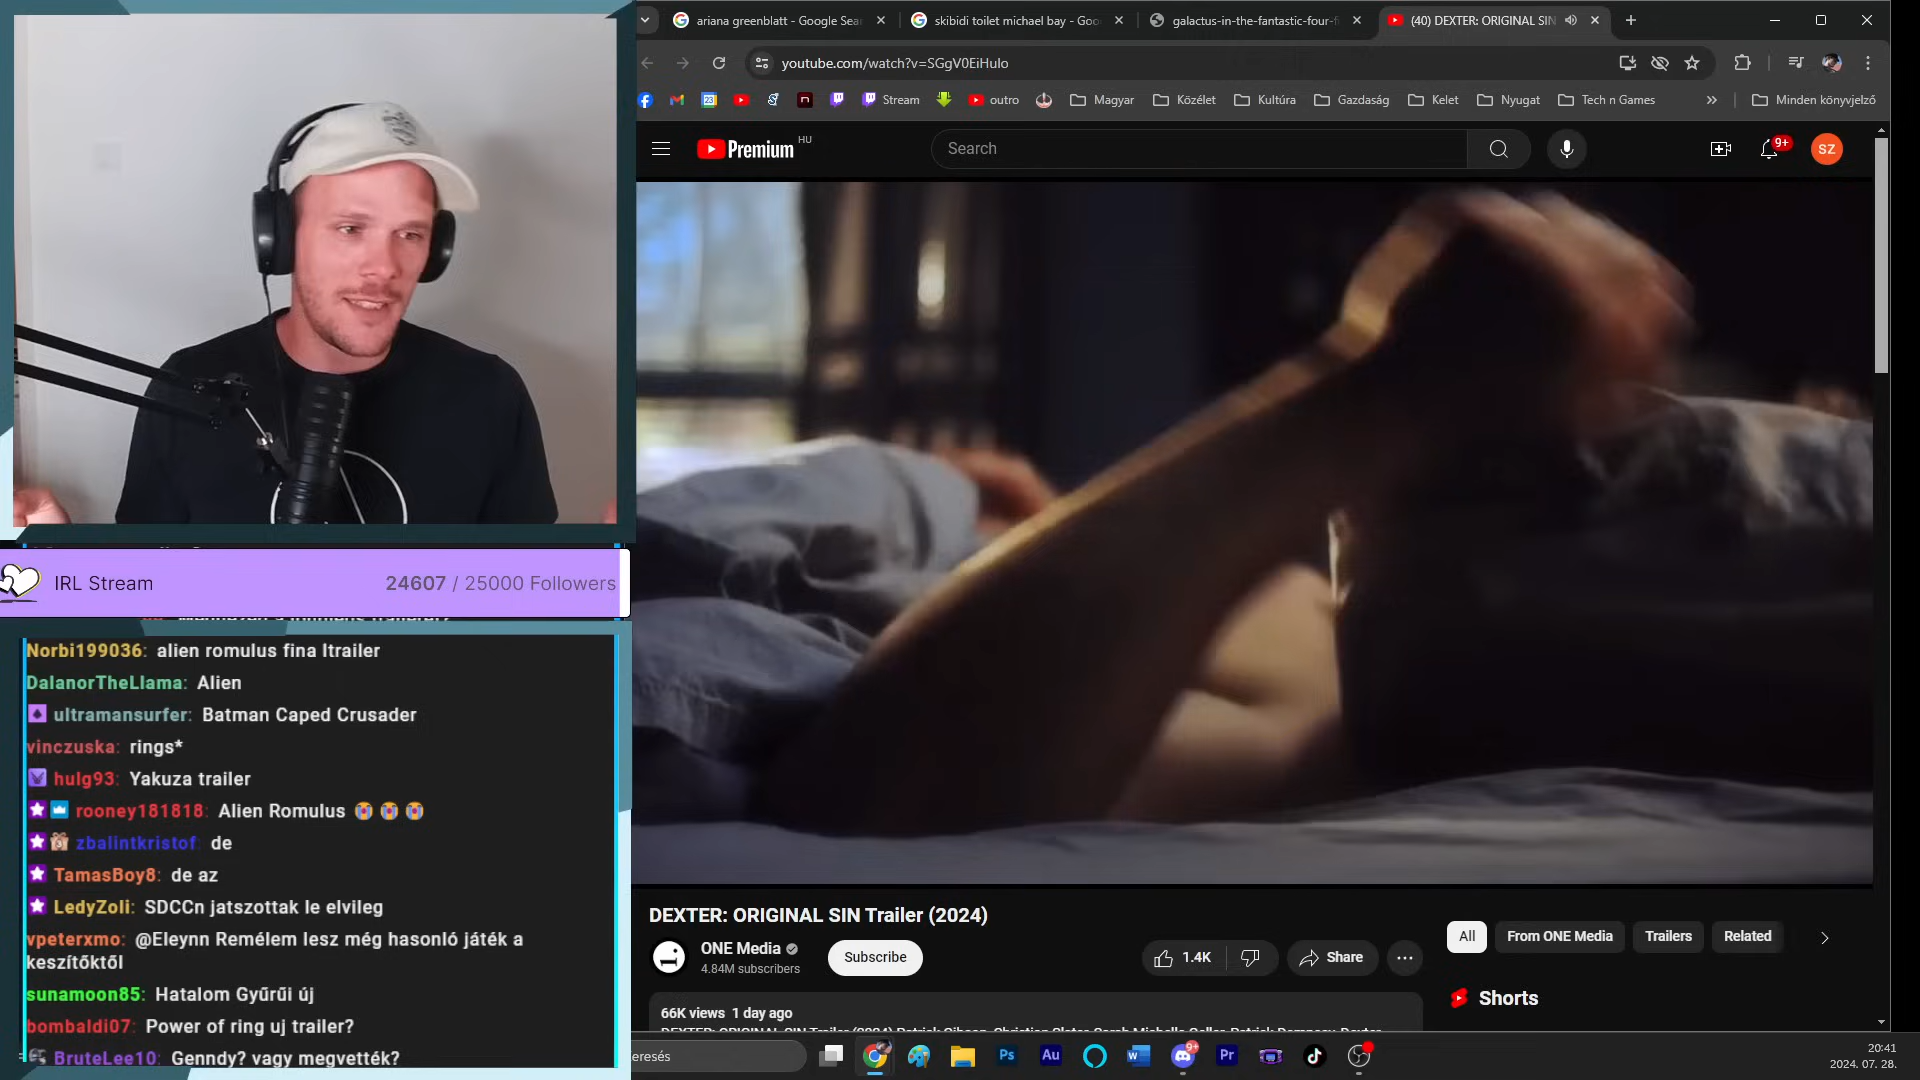 ariana greenblatt - Google Sea
skibidi toilet michael bay - Goo
galactus-in-the-fantastic-four-f
(40) DEXTER: ORIGINAL SIN
youtube.com/watch?v=SGgV0EiHulo
Stream
outro
Magyar
Közélet
Kultúra
Gazdaság
Kelet
Nyugat
Tech n Games
Minden könyvjelző
Premium HU
Search
9+
SZ
IRL Stream
24607 / 25000 Followers
Norbi199036: alien romulus fina ltrailer
DalanorTheLlama: Alien
ultramansurfer: Batman Caped Crusader
vinczuska: rings*
hulg93: Yakuza trailer
rooney181818: Alien Romulus 😭 😭 😭
zbalintkristof: de
TamasBoy8: de az
LedyZoli: SDCCn jatszottak le elvileg
vpeterxmo: @Eleynn Remélem lesz még hasonló játék a
keszítőktől
sunamoon85: Hatalom Gyűrűi új
bombaldi07: Power of ring uj trailer?
BruteLee10: Genndy? vagy megvették?
DEXTER: ORIGINAL SIN Trailer (2024)
ONE Media
4.84M subscribers
Subscribe
1.4K
Share
All
From ONE Media
Trailers
Related
Shorts
66K views 1 day ago
eresés
Ps
Au
W
9+
Pr
20:41
2024. 07. 28.